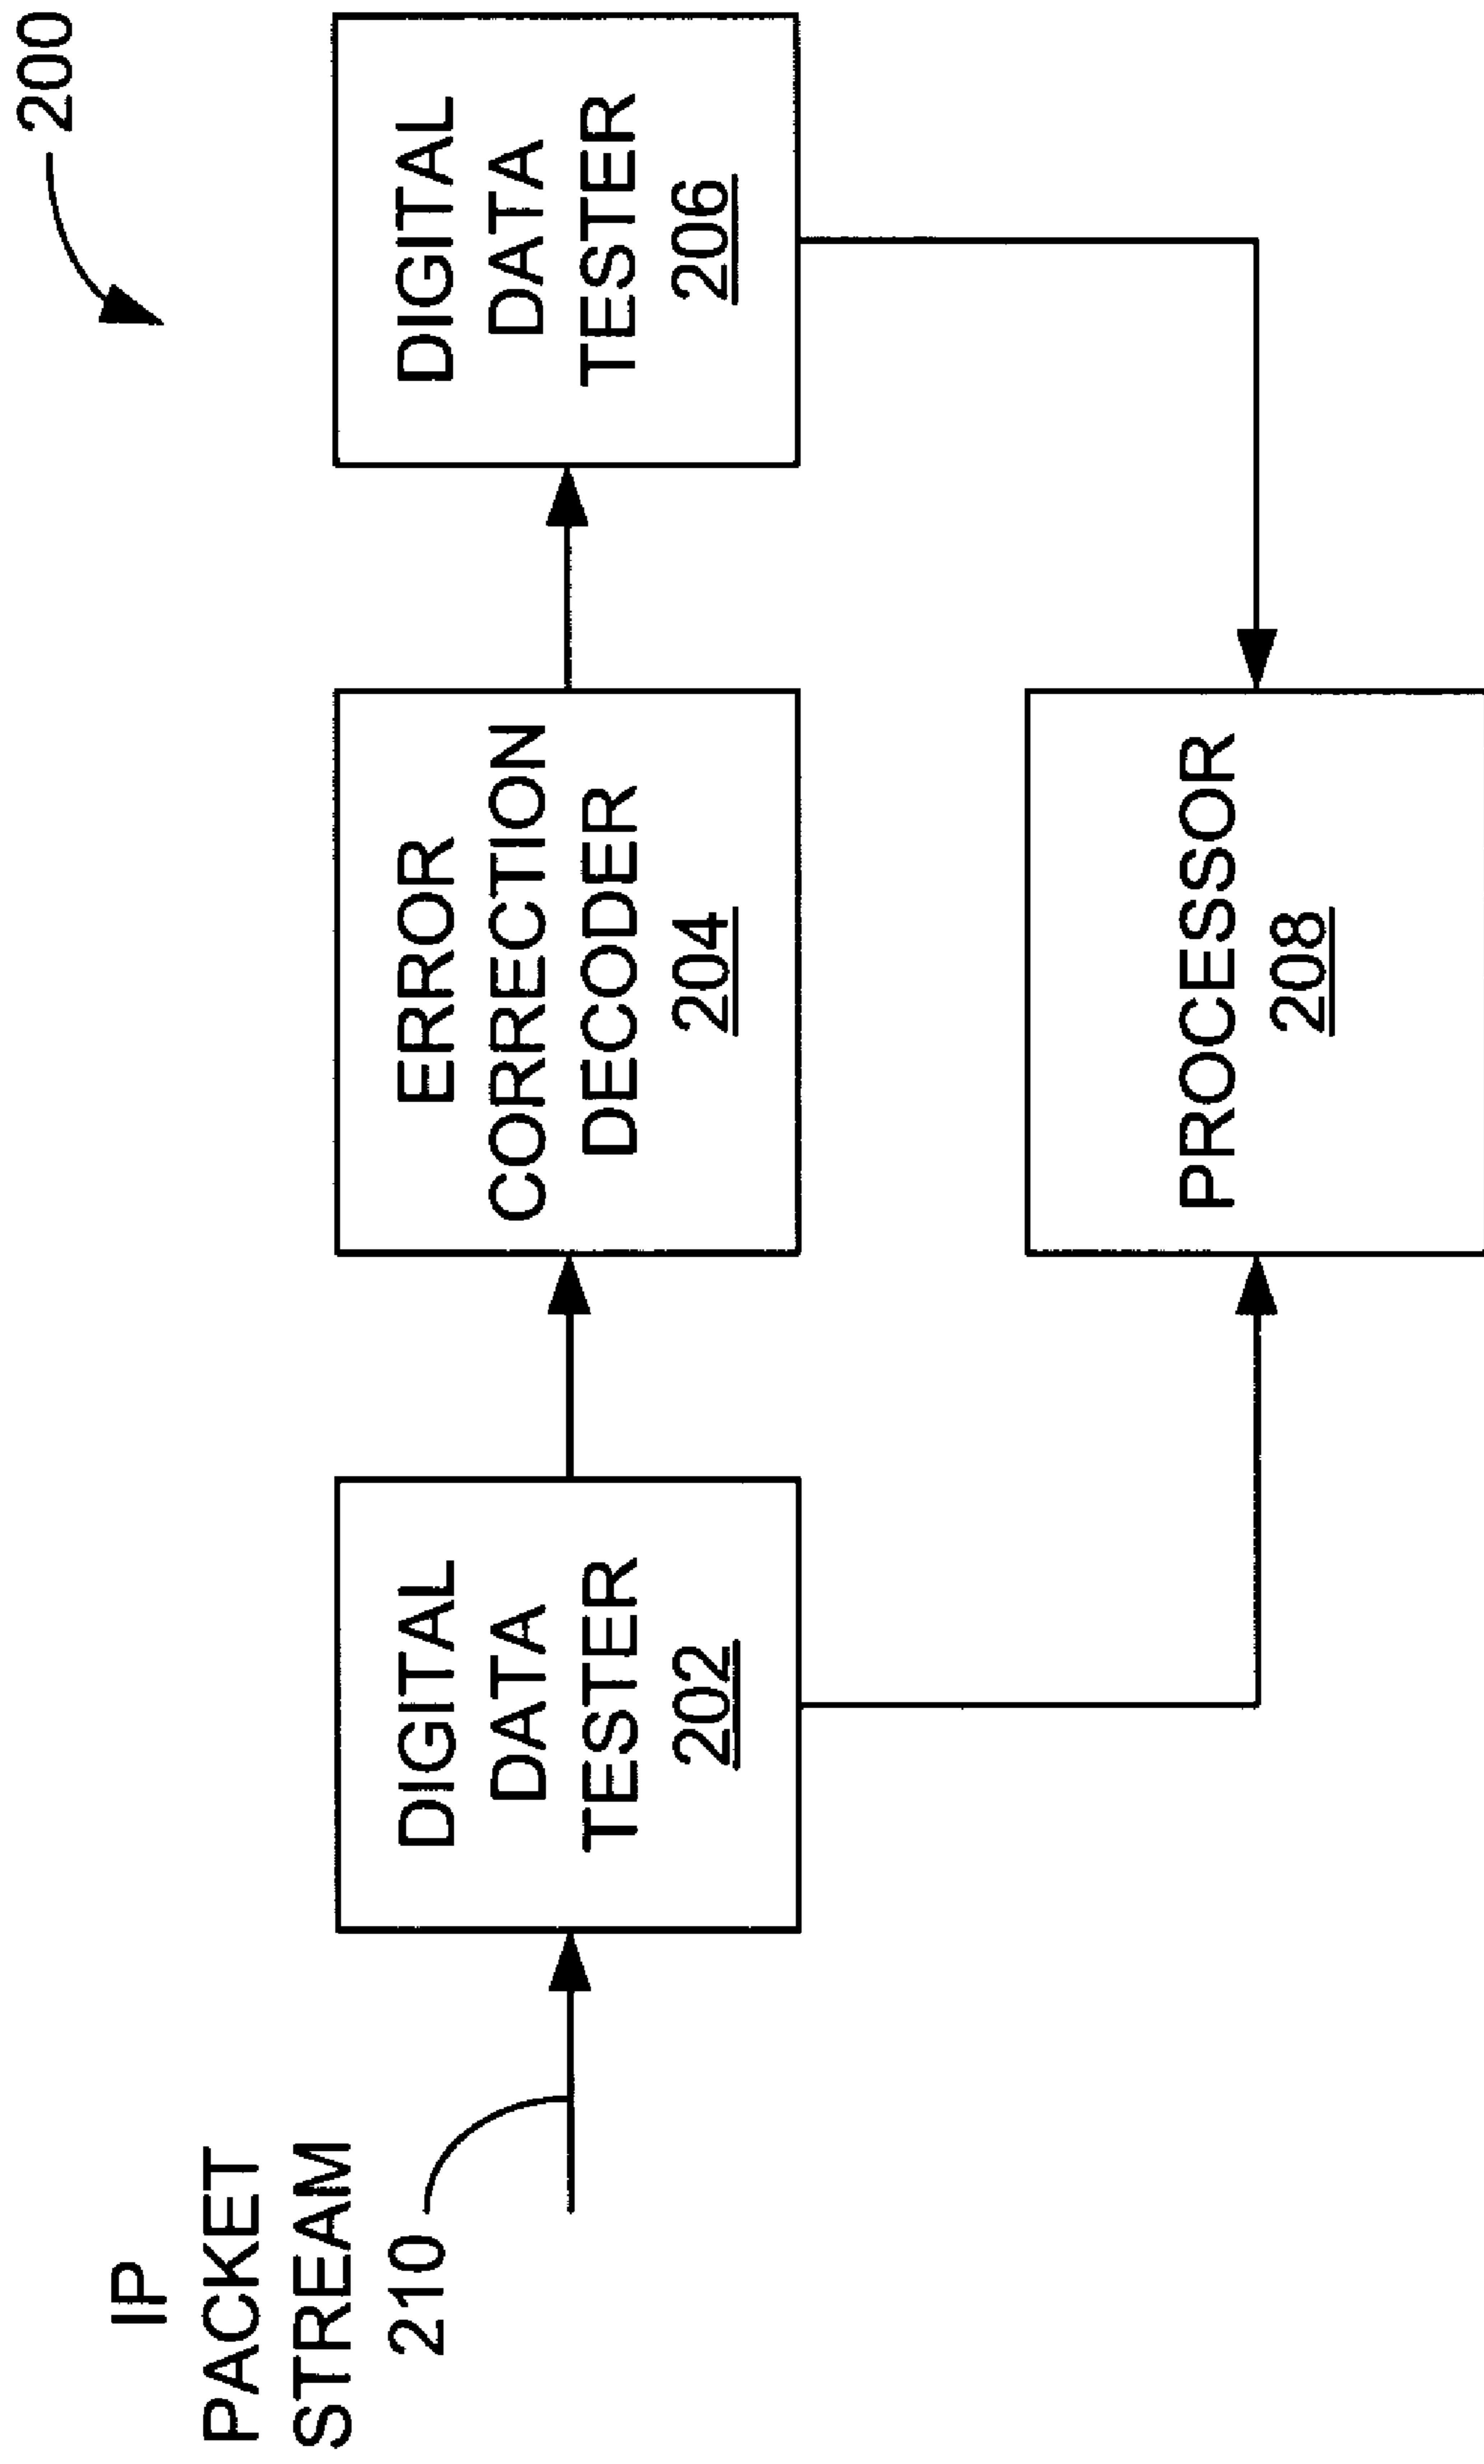 200
IP
PACKET
STREAM
210
DIGITAL
DATA
TESTER
202
ERROR
CORRECTION
DECODER
204
DIGITAL
DATA
TESTER
206
PROCESSOR
208